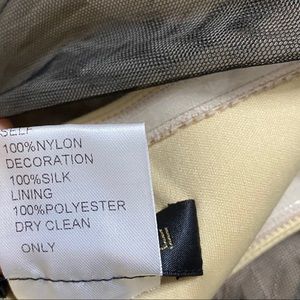 SELF
100%NYLON
DECORATION
100%SILK
LINING
100%POLYESTER
DRY CLEAN
ONLY